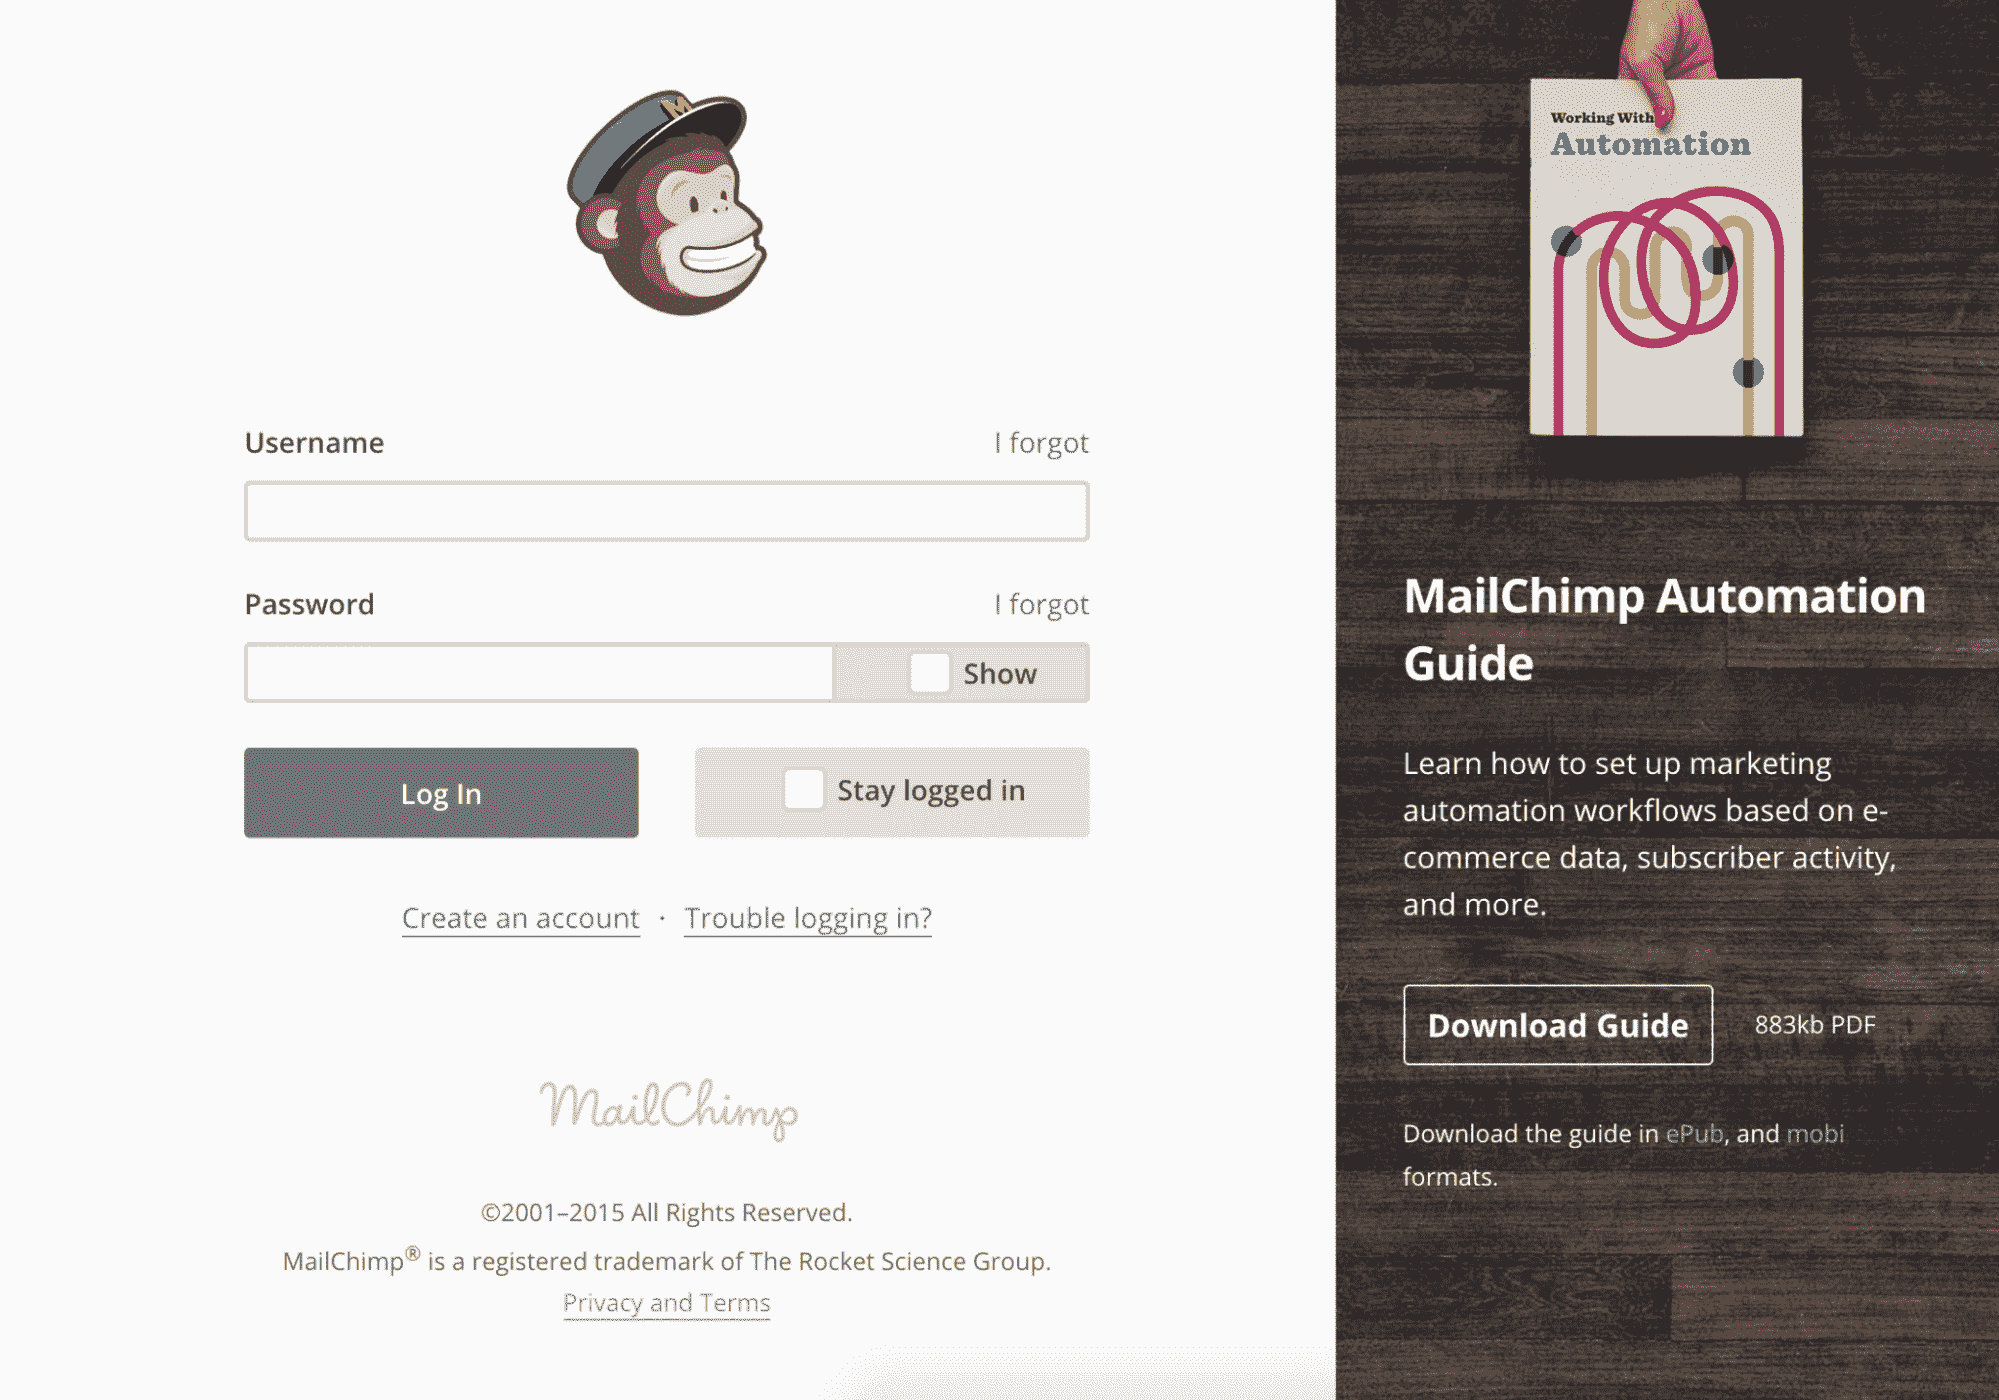 M
Username
I forgot
Password
I forgot
Show
Log In
Stay logged in
Create an account · Trouble logging in?
MailChimp
©2001–2015 All Rights Reserved.
MailChimp® is a registered trademark of The Rocket Science Group.
Privacy and Terms
Working With
Automation
MailChimp Automation
Guide
Learn how to set up marketing
automation workflows based on e-
commerce data, subscriber activity,
and more.
Download Guide
883kb PDF
Download the guide in ePub, and mobi
formats.